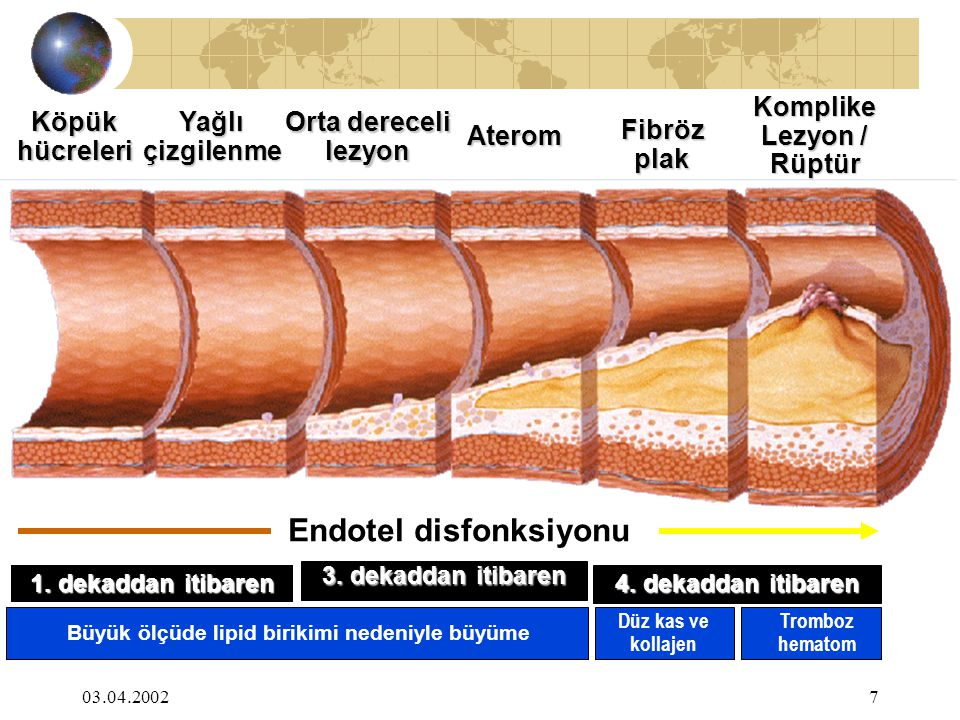 Köpük
hücreleri
Yağlı
çizgilenme
Orta dereceli
lezyon
Aterom
Fibröz
plak
Komplike
Lezyon /
Rüptür
Endotel disfonksiyonu
1. dekaddan itibaren
3. dekaddan itibaren
4. dekaddan itibaren
Büyük ölçüde lipid birikimi nedeniyle büyüme
Düz kas ve
kollajen
Tromboz
hematom
03.04.2002
7